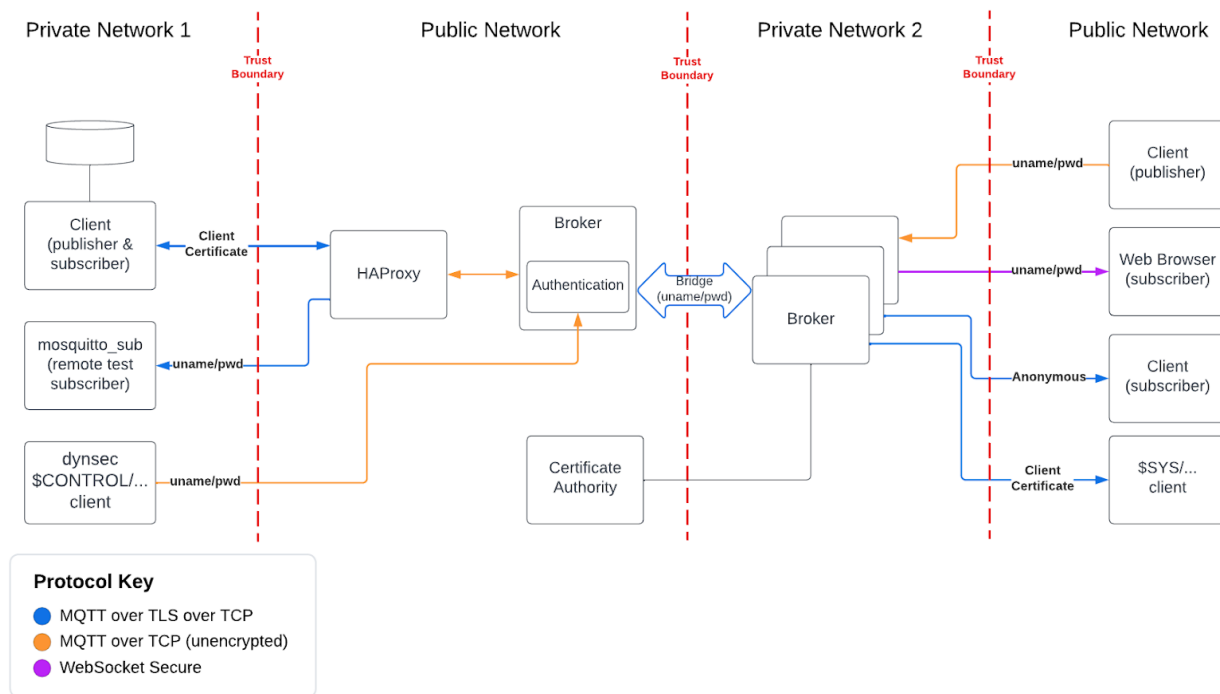 Private Network 1
Public Network
Private Network 2
Public Network
Trust
Boundary
Trust
Boundary
Trust
Boundary
Client
(publisher &
subscriber)
Client
Certificate
HAProxy
Broker
Authentication
Bridge
(uname/pwd)
Broker
uname/pwd
Client
(publisher)
uname/pwd
Web Browser
(subscriber)
mosquitto_sub
(remote test
subscriber)
uname/pwd
Anonymous
Client
(subscriber)
dynsec
$CONTROL/...
client
uname/pwd
Certificate
Authority
Client
Certificate
$SYS/...
client
Protocol Key
MQTT over TLS over TCP
MQTT over TCP (unencrypted)
WebSocket Secure